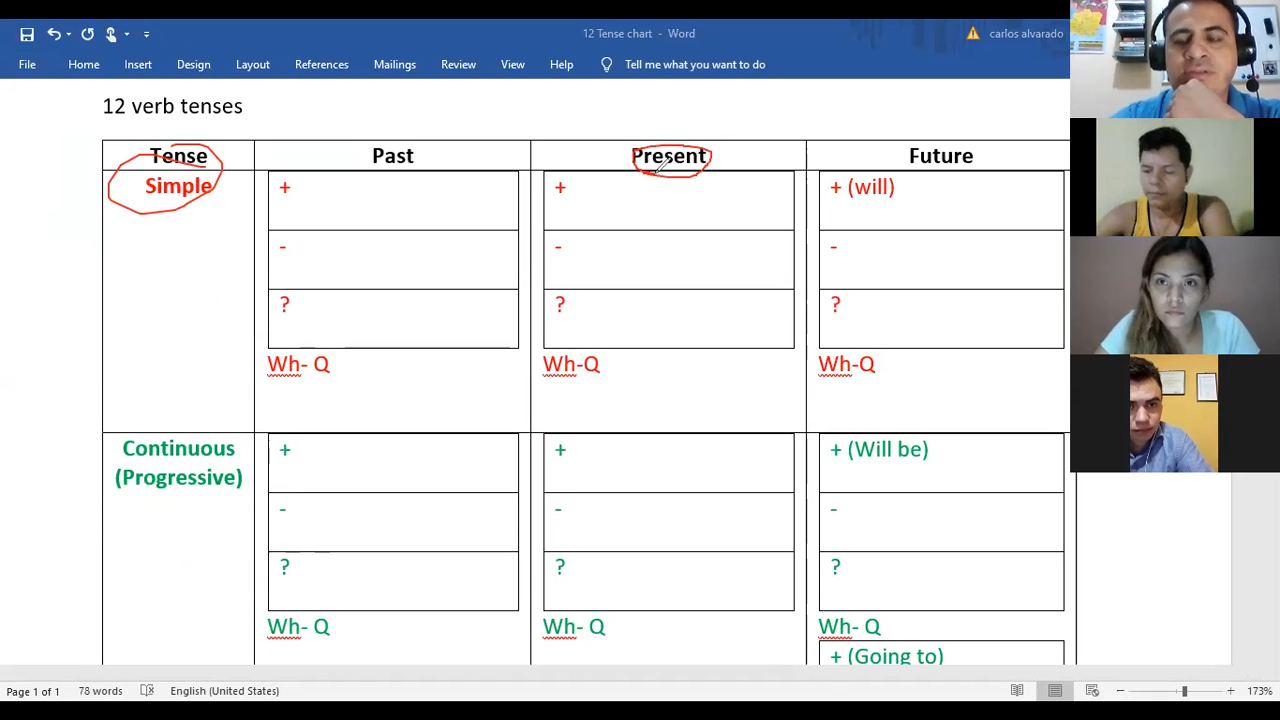 12 Tense chart - Word
carlos alvarado
File Home Insert Design Layout References Mailings Review View Help Tell me what you want to do
12 verb tenses
Tense Past Present Future
Simple + + + (will)
- - -
? ? ?
Wh- Q Wh-Q Wh-Q
Continuous + + + (Will be)
(Progressive)
- - -
? ? ?
Wh- Q Wh- Q Wh- Q
+ (Going to)
Page 1 of 1 78 words English (United States) 173%